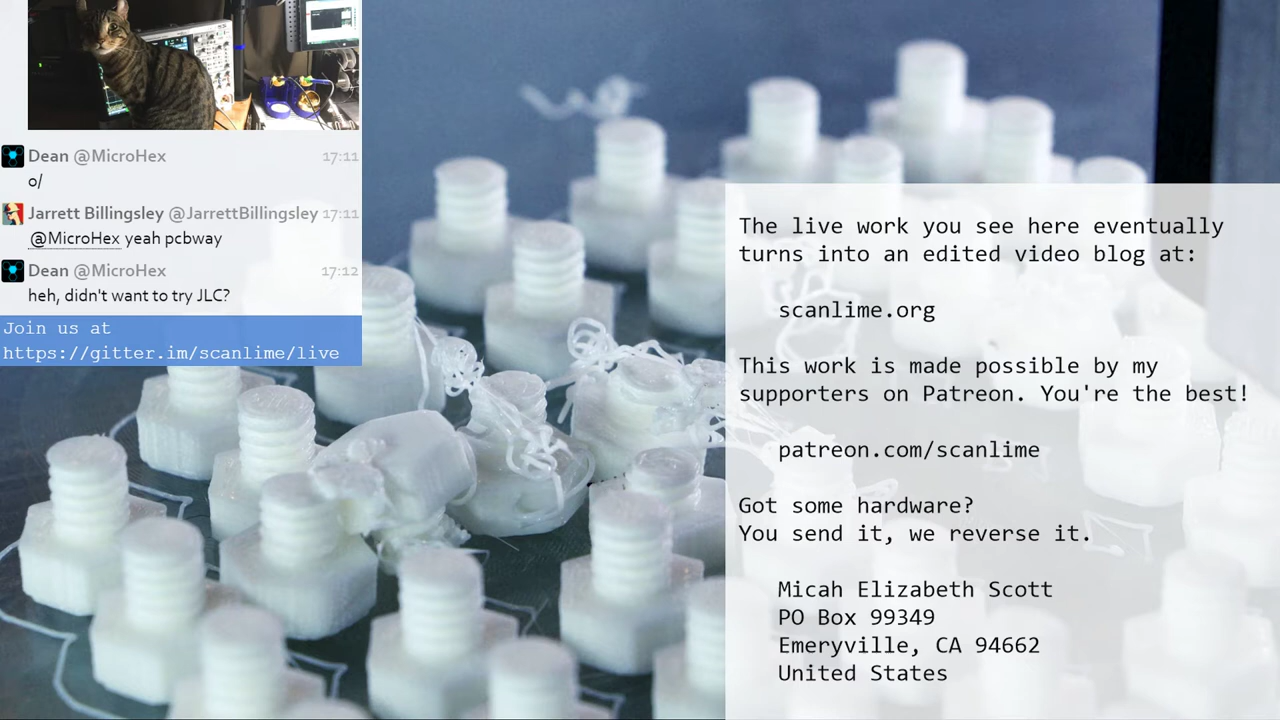 Dean @MicroHex 17:11
o/
Jarrett Billingsley @JarrettBillingsley 17:11
@MicroHex yeah pcbway
Dean @MicroHex 17:12
heh, didn't want to try JLC?
Join us at
https://gitter.im/scanlime/live
The live work you see here eventually
turns into an edited video blog at:
scanlime.org
This work is made possible by my
supporters on Patreon. You're the best!
patreon.com/scanlime
Got some hardware?
You send it, we reverse it.
Micah Elizabeth Scott
PO Box 99349
Emeryville, CA 94662
United States